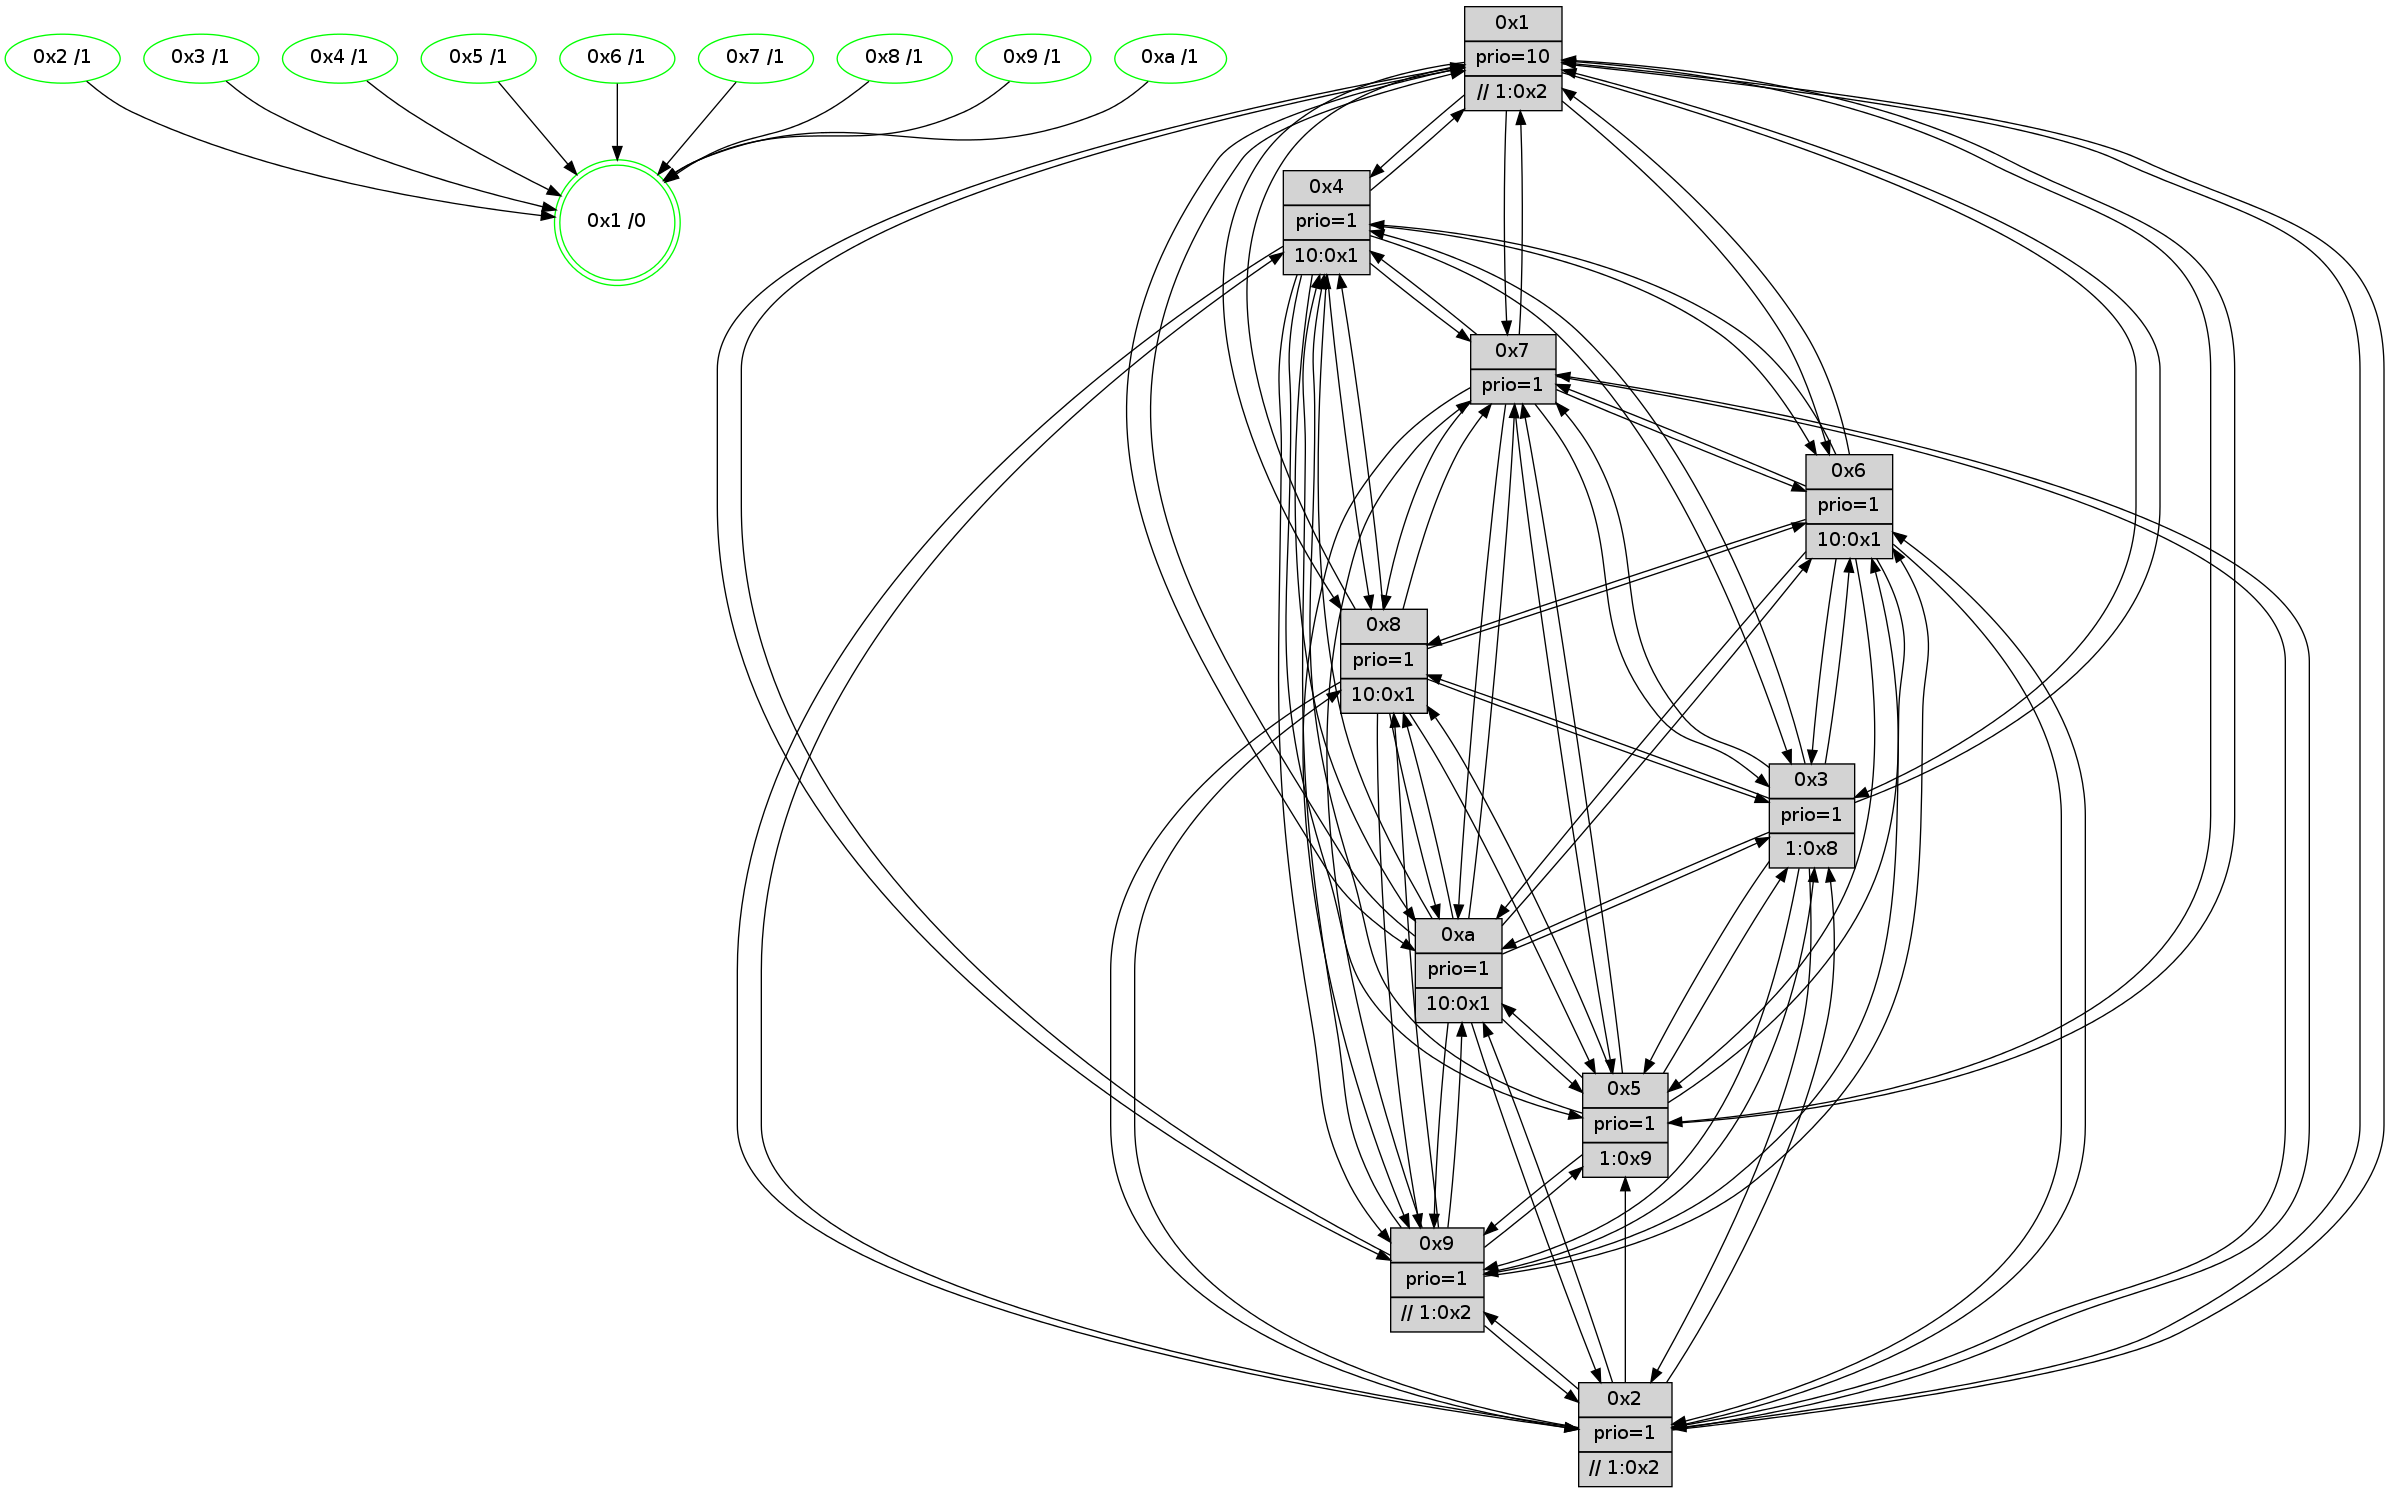 0x2 /1
0x3 /1
0x4 /1
0x5 /1
0x6 /1
0x7 /1
0x8 /1
0x9 /1
0xa /1
0x1 /0
0x1
prio=10
// 1:0x2
0x4
prio=1
10:0x1
0x7
prio=1
0x6
prio=1
10:0x1
0x8
prio=1
10:0x1
0x3
prio=1
1:0x8
0xa
prio=1
10:0x1
0x5
prio=1
1:0x9
0x9
prio=1
// 1:0x2
0x2
prio=1
// 1:0x2